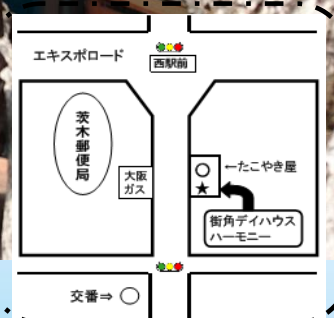 エキスポロード
西駅前
茨木郵便局
大阪
ガス
←たこやき屋
街角デイハウス
ハーモニー
交番⇒